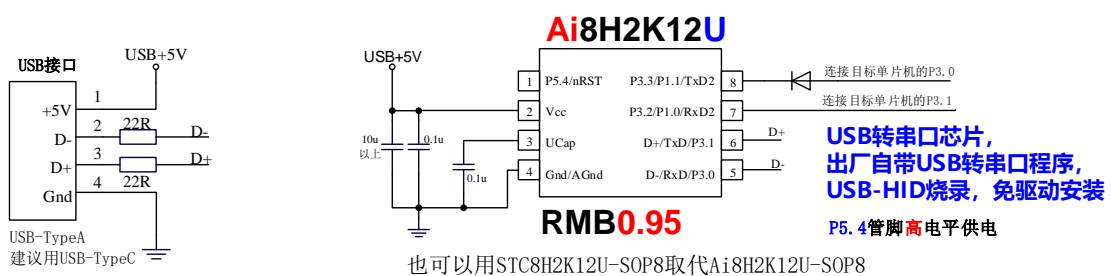 USB接口
USB+5V
+5V
1
D-
2
22R
D-
D+
3
D+
22R
Gnd
4
USB-TypeA
建议用USB-TypeC
Ai8H2K12U
USB+5V
1
P5.4/nRST
P3.3/P1.1/TxD2
8
连接目标单片机的P3.0
2
Vcc
P3.2/P1.0/RxD2
7
连接目标单片机的P3.1
10u
以上
0.1u
3
UCap
D+/TxD/P3.1
6
D+
0.1u
4
Gnd/AGnd
D-/RxD/P3.0
5
D-
USB转串口芯片,
出厂自带USB转串口程序,
USB-HID烧录，免驱动安装
RMB0.95
P5.4管脚高电平供电
也可以用STC8H2K12U-SOP8取代Ai8H2K12U-SOP8